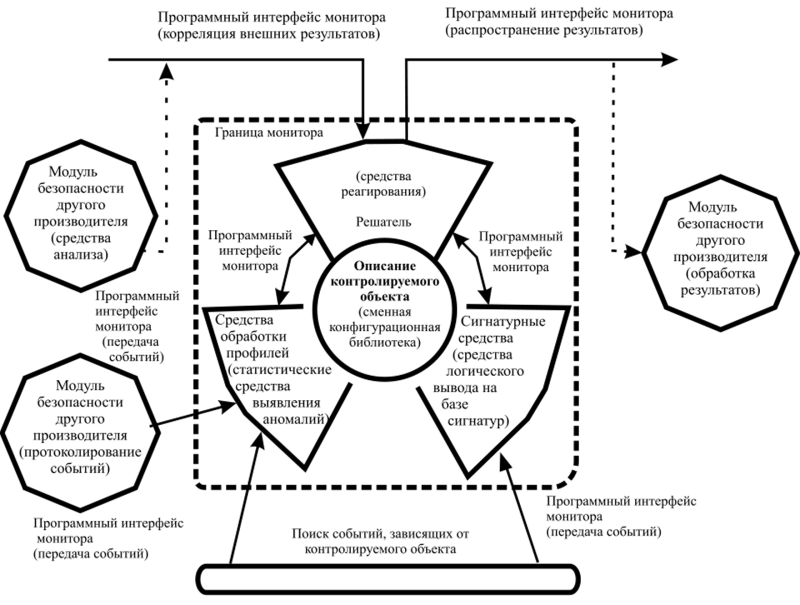 Программный интерфейс монитора
(корреляция внешних результатов)
Программный интерфейс монитора
(распространение результатов)
Граница монитора
Модуль
безопасности
другого
производителя
(средства
анализа)
(средства
реагирования)
Решатель
Модуль
безопасности
другого
производителя
(обработка
результатов)
Программный
интерфейс
монитора
Программный
интерфейс
монитора
Описание
контролируемого
объекта
(сменная
конфигурационная
библиотека)
Программный
интерфейс
монитора
(передача
событий)
Средства
обработки
профилей
(статистические
средства
выявления
аномалий)
Сигнатурные
средства
(средства
логического
вывода на
базе
сигнатур)
Модуль
безопасности
другого
производителя
(протоколирование
событий)
Программный интерфейс
монитора
(передача событий)
Программный интерфейс
монитора
(передача событий)
Поиск событий, зависящих от
контролируемого объекта